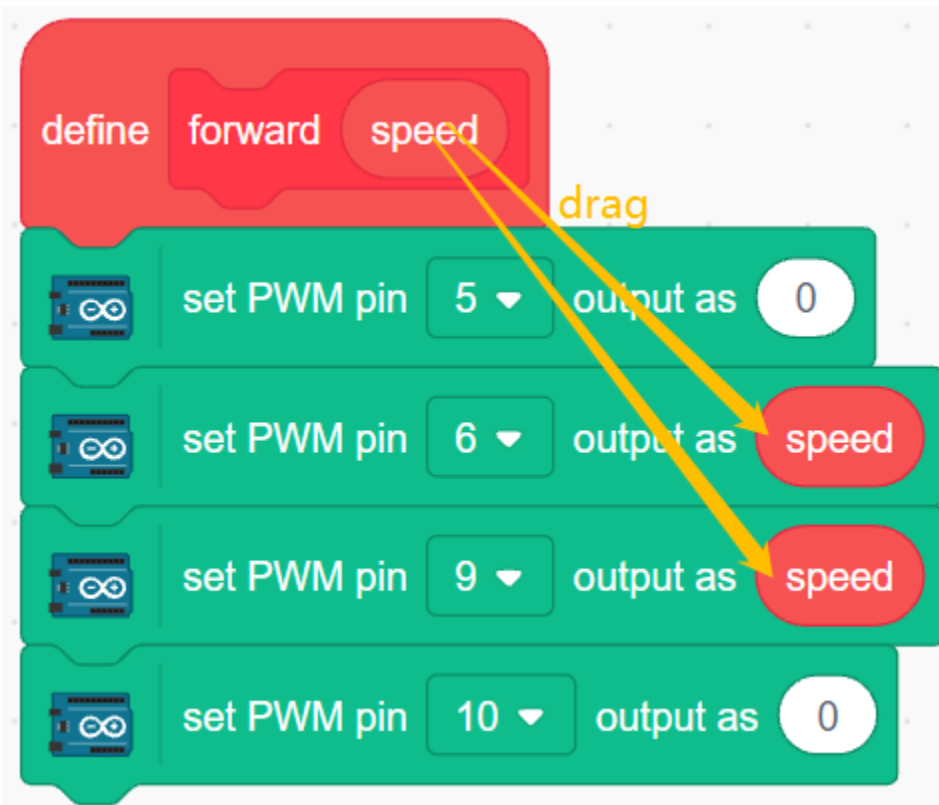 define forward speed
drag
set PWM pin 5 output as 0
set PWM pin 6 output as speed
set PWM pin 9 output as speed
set PWM pin 10 output as 0